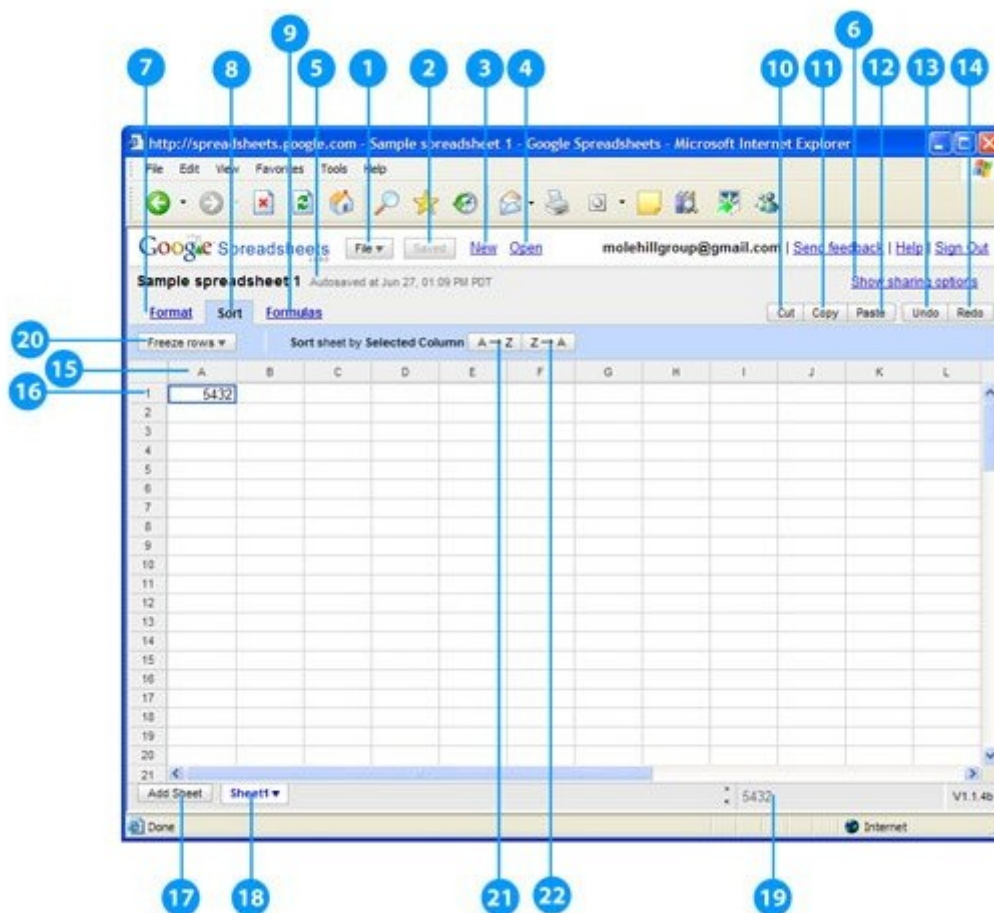 9 6
7 8 5 1 2 3 4 10 11 12 13 14
http://spreadsheets.google.com - Sample spreadsheet 1 - Google Spreadsheets - Microsoft Internet Explorer
File Edit View Favorites Tools Help
Google Spreadsheets File ▾ Saved New Open molehillgroup@gmail.com | Send feedback | Help | Sign Out
Sample spreadsheet 1 Autosaved at Jun 27, 01:09 PM PDT Show sharing options
Format Sort Formulas Cut Copy Paste Undo Redo
20 Freeze rows ▾ Sort sheet by Selected Column A→Z Z→A
15 A B C D E F G H I J K L
16 1 5432
2
3
4
5
6
7
8
9
10
11
12
13
14
15
16
17
18
19
20
21
Add Sheet Sheet1 ▾ 5432 V1.1.4b
Done Internet
17 18 21 22 19